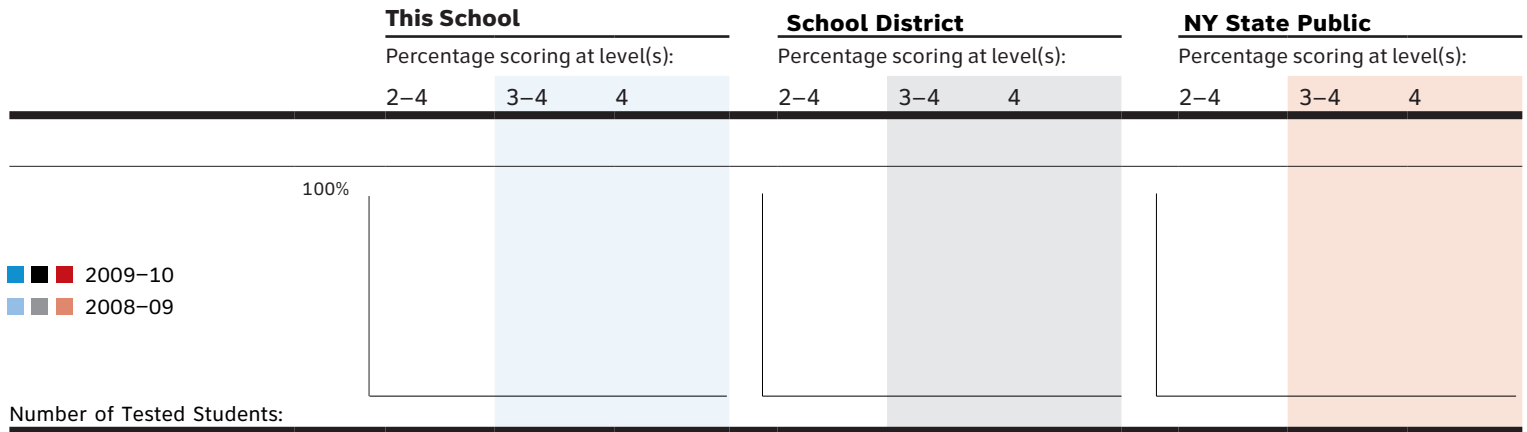 This School
School District
NY State Public
Percentage scoring at level(s):
Percentage scoring at level(s):
Percentage scoring at level(s):
2–4 3–4 4
2–4 3–4 4
2–4 3–4 4
100%
2009–10
2008–09
Number of Tested Students: